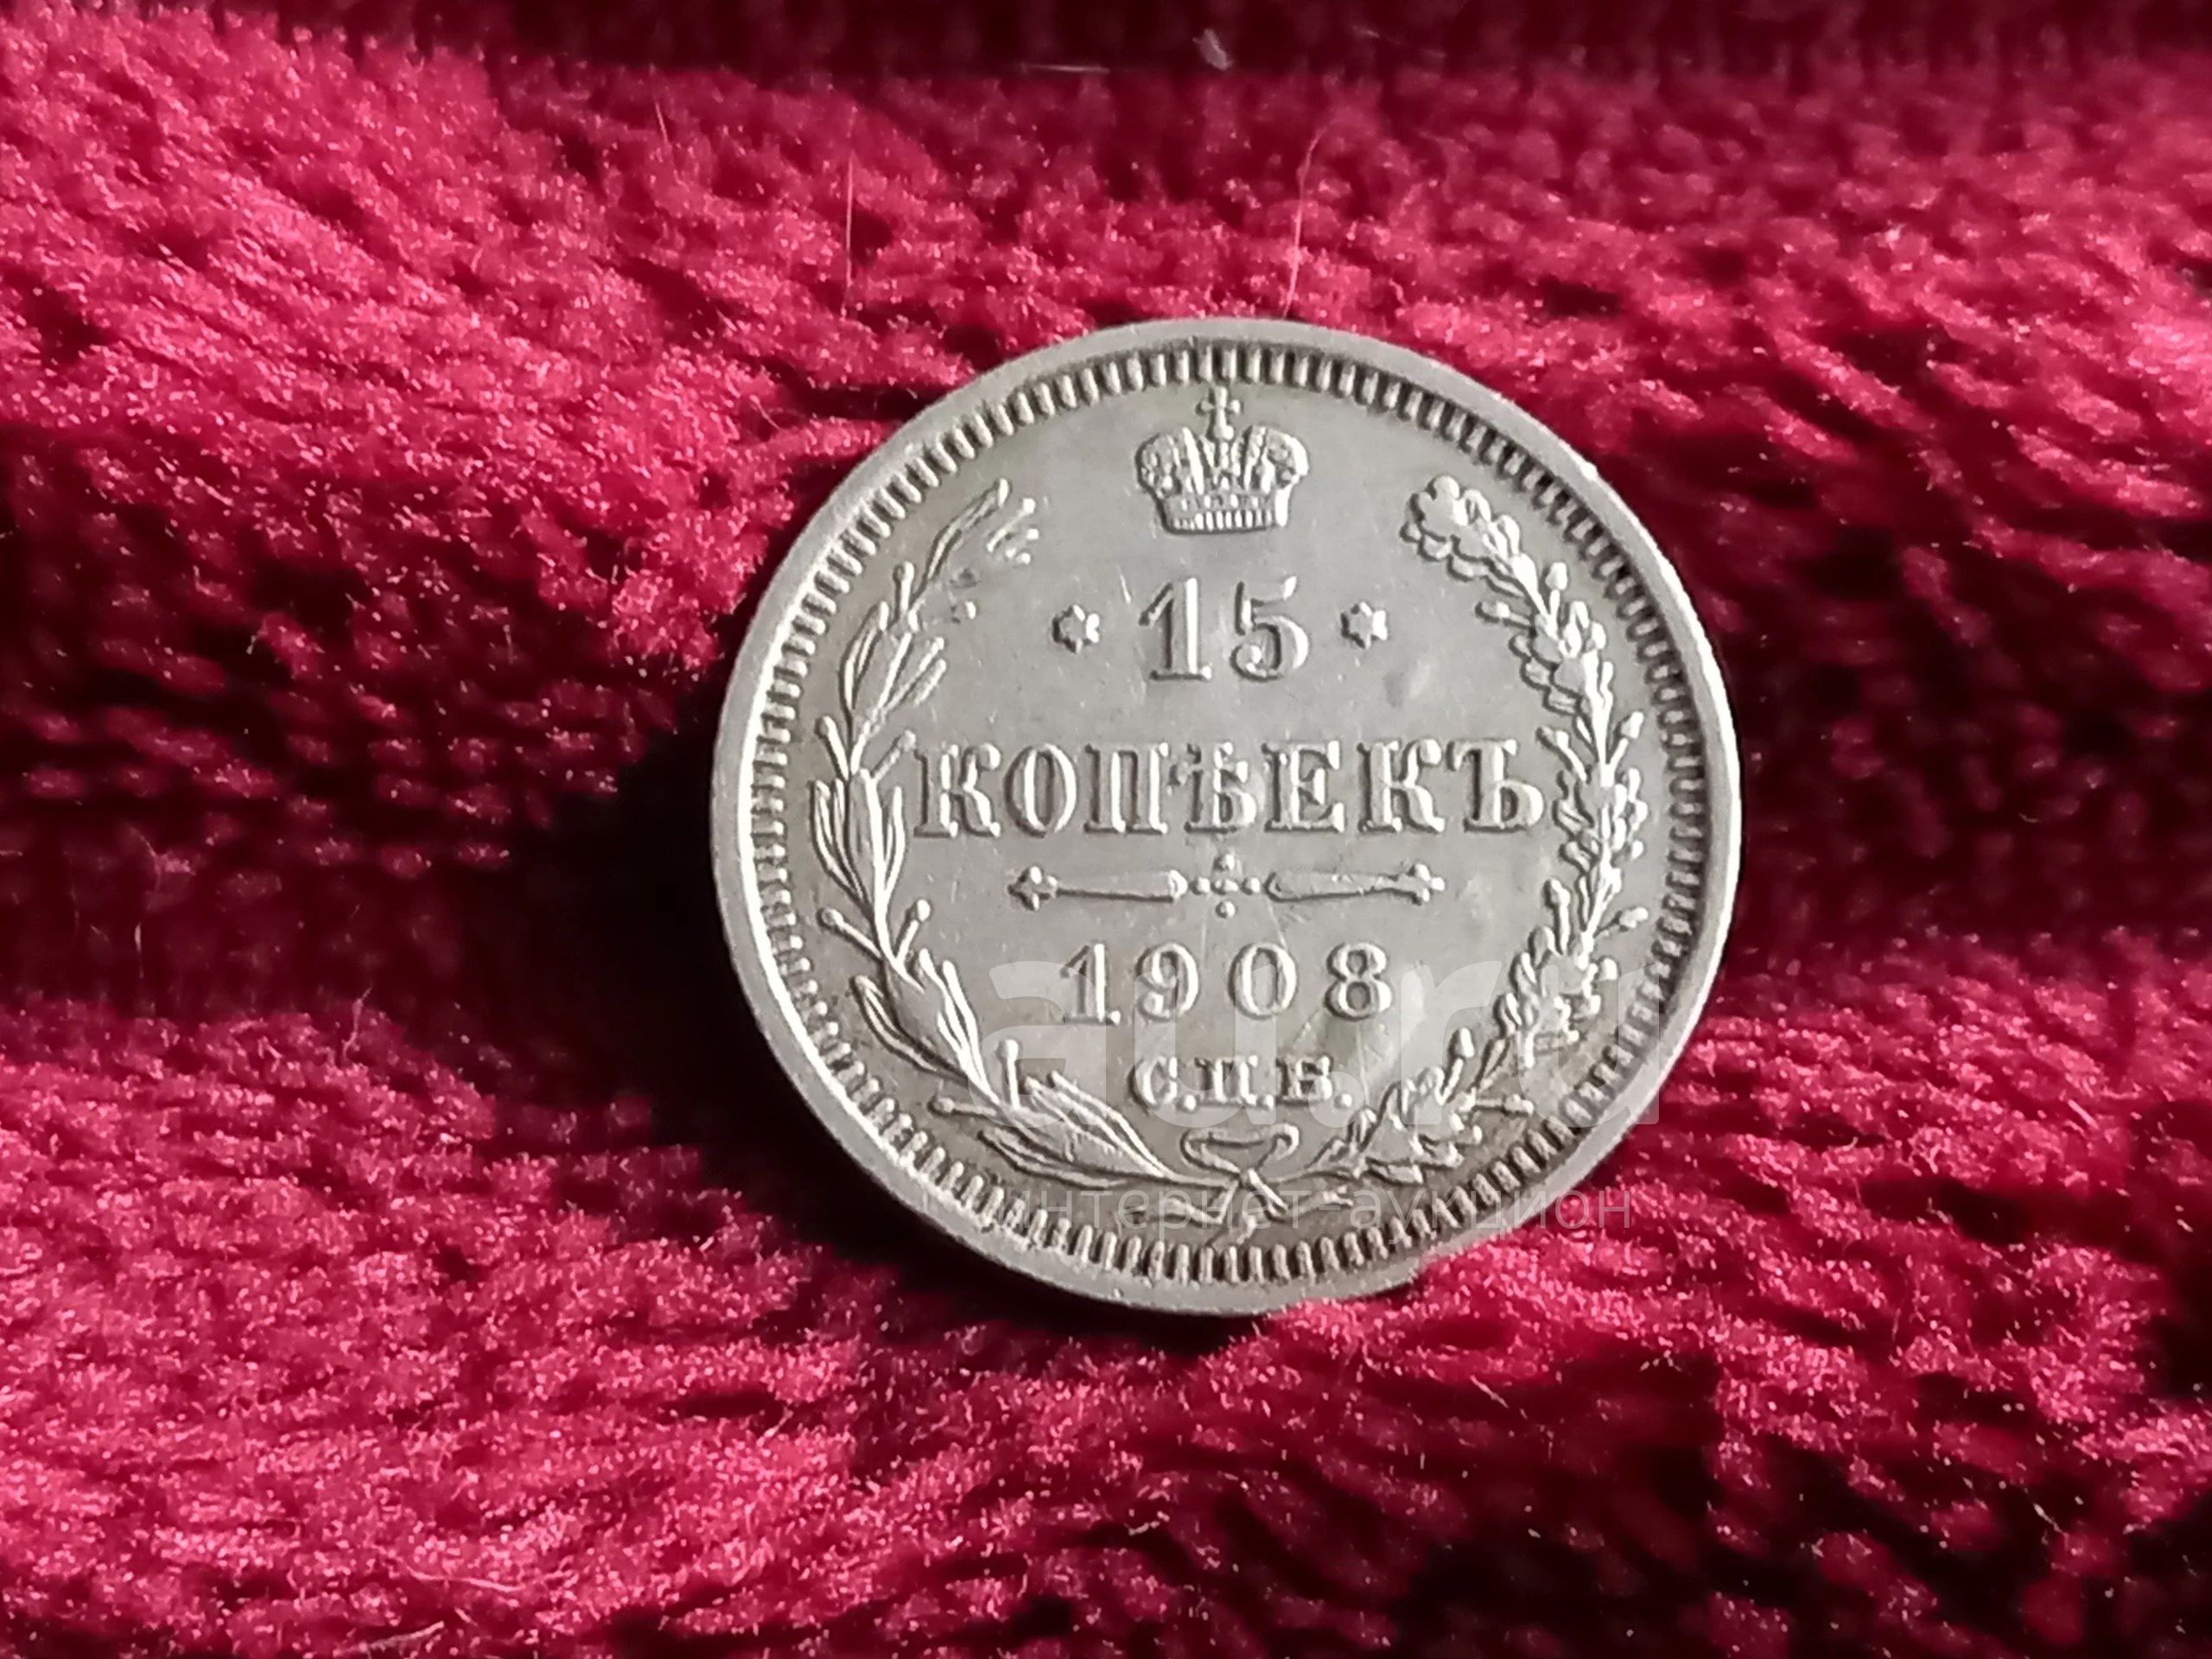 15
КОПѢЕКЪ
1908
С.П.Б.
au.ru
интернет-аукцион